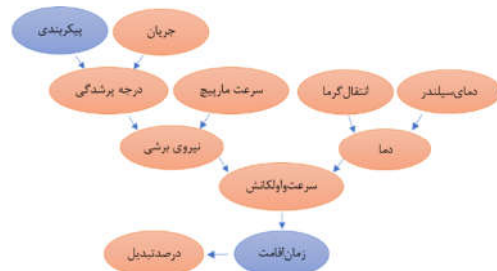 جریان
پیکربندی
دمای‌سیلندر
انتقال‌گرما
سرعت مارپیچ
درجه پرشدگی
دما
نیروی برشی
سرعت‌واولکانش
زمان‌اقامت
درصدتبدیل